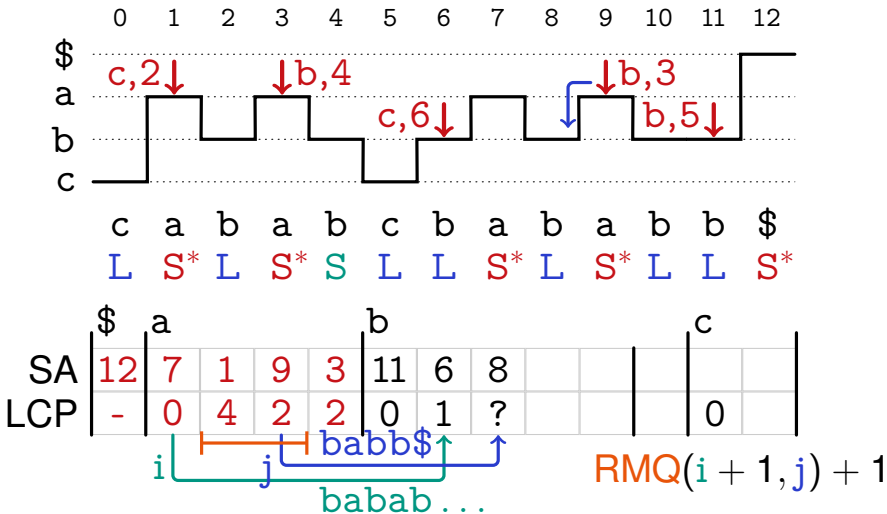 0 1 2 3 4 5 6 7 8 9 10 11 12
$
c,2 b,4 b,3
a
c,6 b,5
b
c
c a b a b c b a b a b b $
L S* L S* S L L S* L S* L L S*
$ a b c
SA 12 7 1 9 3 11 6 8
LCP - 0 4 2 2 0 1 ? 0
babb$
i j RMQ(i + 1, j) + 1
babab...